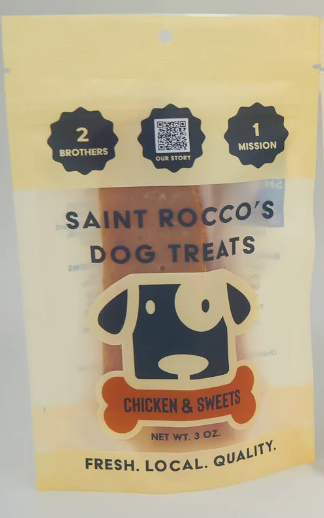 2
BROTHERS
OUR STORY
1
MISSION
SAINT ROCCO'S
DOG TREATS
CHICKEN & SWEETS
NET WT. 3 OZ.
FRESH. LOCAL. QUALITY.